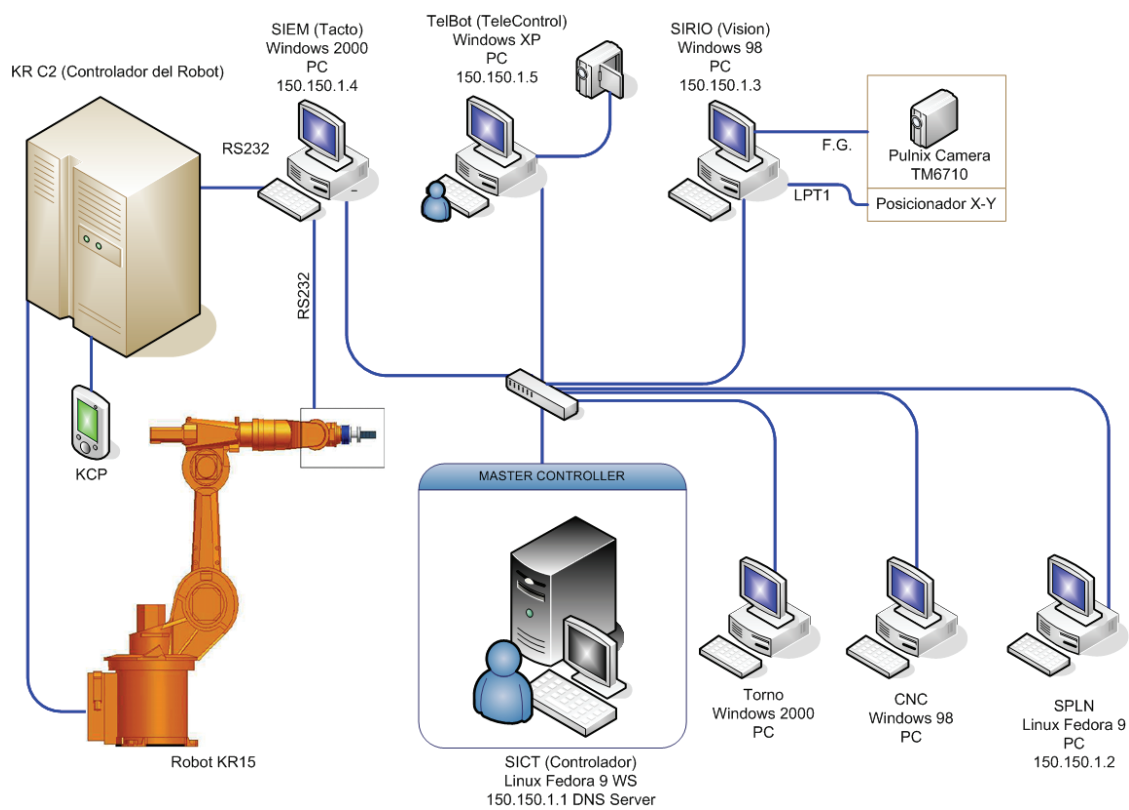 SIEM (Tacto)
Windows 2000
PC
150.150.1.4
TelBot (TeleControl)
Windows XP
PC
150.150.1.5
SIRIO (Vision)
Windows 98
PC
150.150.1.3
KR C2 (Controlador del Robot)
RS232
F.G.
Pulnix Camera
TM6710
LPT1
Posicionador X-Y
RS232
KCP
MASTER CONTROLLER
Robot KR15
SICT (Controlador)
Linux Fedora 9 WS
150.150.1.1 DNS Server
Torno
Windows 2000
PC
CNC
Windows 98
PC
SPLN
Linux Fedora 9
PC
150.150.1.2